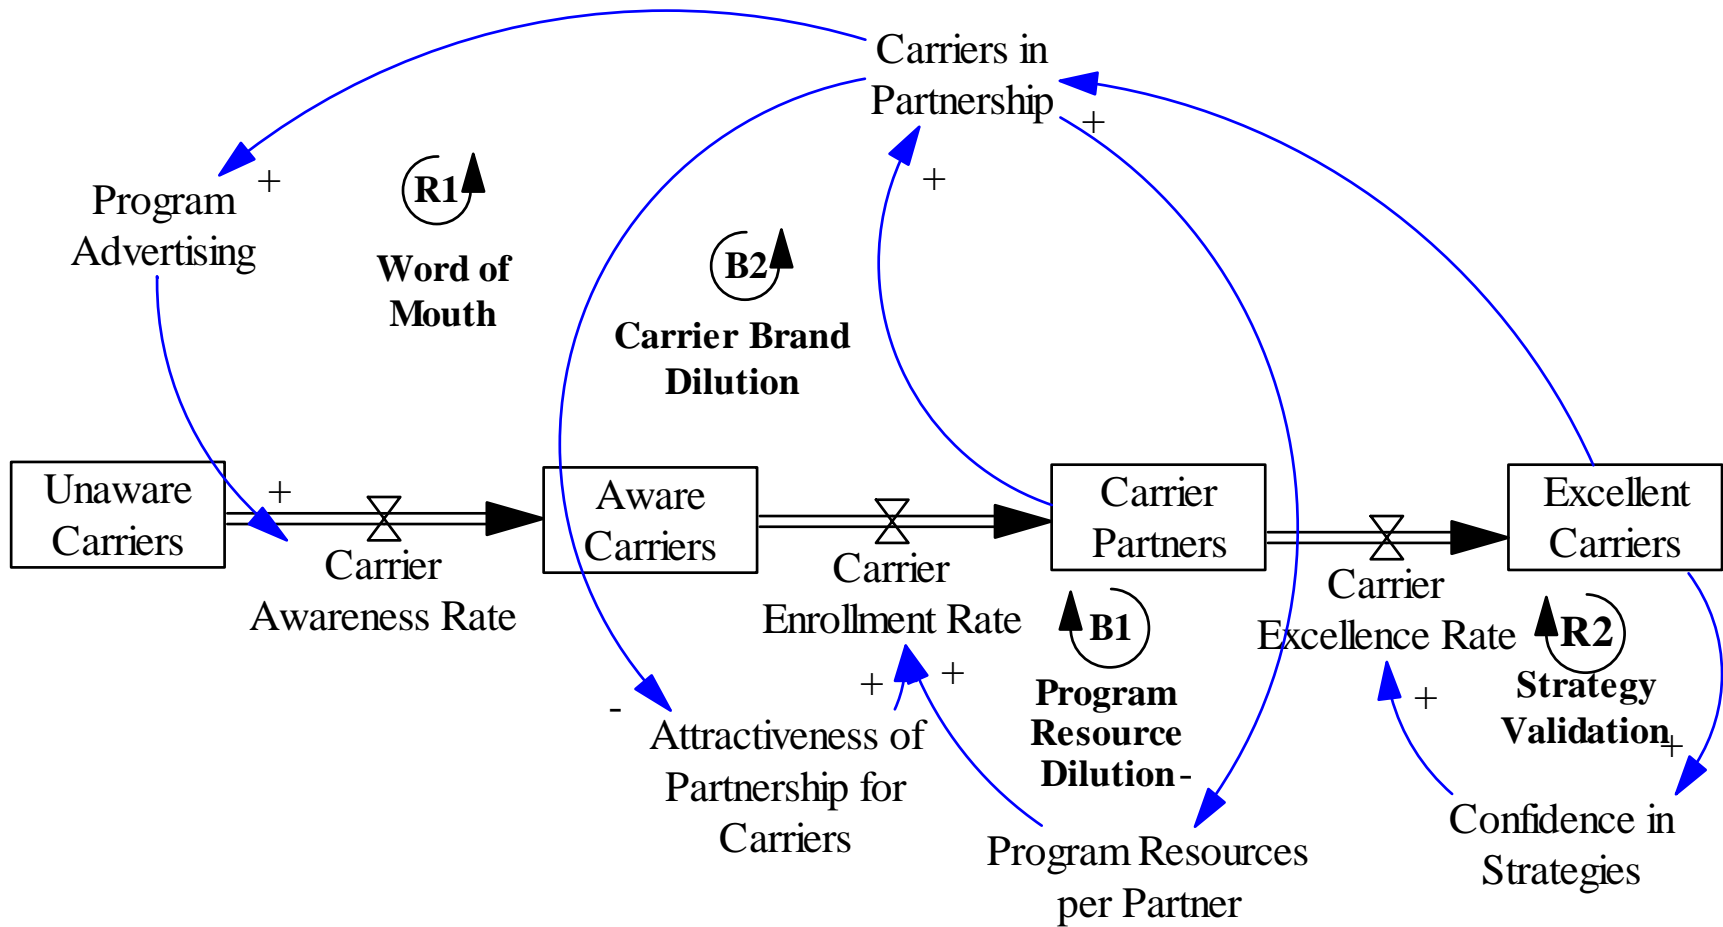 Carriers in
Partnership
+
+
Program
Advertising
+
R1
Word of
Mouth
B2
Carrier Brand
Dilution
Unaware
Carriers
+
Carrier
Awareness Rate
Aware
Carriers
Carrier
Enrollment Rate
+
+
Carrier
Partners
Carrier
Excellence Rate
+
Excellent
Carriers
B1
Program
Resource
Dilution
-
R2
Strategy
Validation
+
-
Attractiveness of
Partnership for
Carriers
Program Resources
per Partner
Confidence in
Strategies